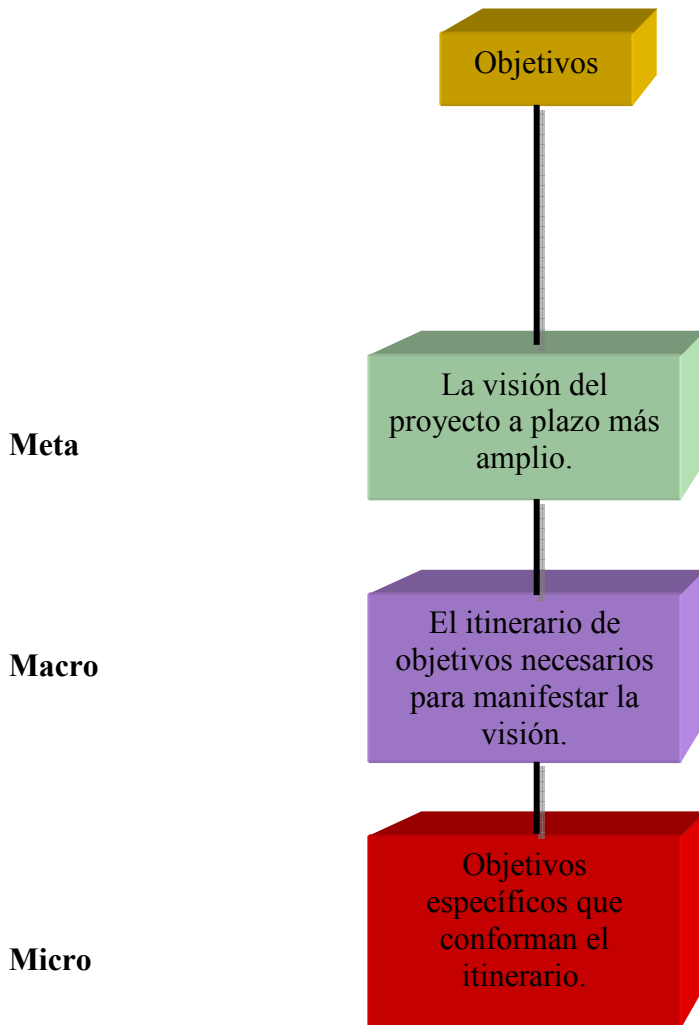 Objetivos
La visión del
proyecto a plazo más
amplio.
Meta
El itinerario de
objetivos necesarios
para manifestar la
visión.
Macro
Objetivos
específicos que
conforman el
itinerario.
Micro